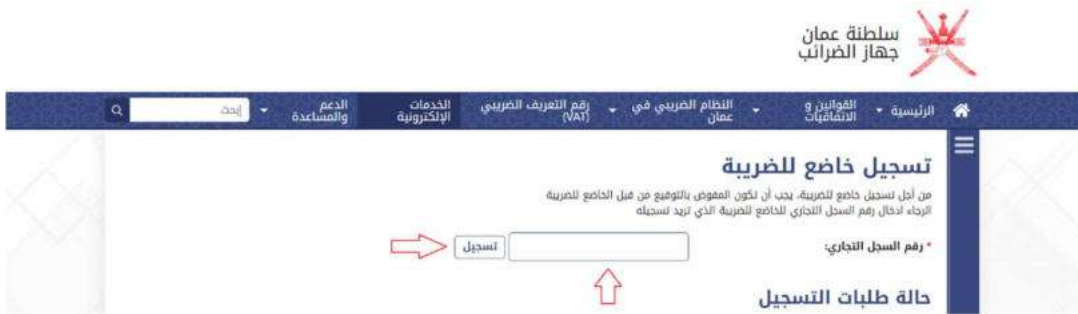 سلطنة عمان
جهاز الضرائب
الرئيسية
القوانين و الاتفاقيات
النظام الضريبي في عمان
رقم التعريف الضريبي (VAT)
الخدمات الإلكترونية
الدعم والمساعدة
إبحث
تسجيل خاضع للضريبة
من أجل تسجيل خاضع للضريبة، يجب أن تكون المفوض بالتوقيع من قبل الخاضع للضريبة
الرجاء ادخال رقم السجل التجاري للخاضع للضريبة الذي تريد تسجيله
* رقم السجل التجاري:
تسجيل
حالة طلبات التسجيل